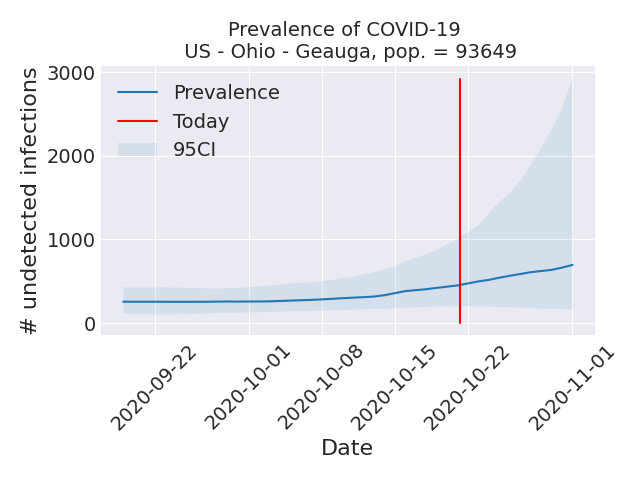 Prevalence of COVID-19
US - Ohio - Geauga, pop. = 93649
# undetected infections
3000
2000
1000
0
Prevalence
Today
95CI
2020-09-22
2020-10-01
2020-10-08
2020-10-15
2020-10-22
2020-11-01
Date